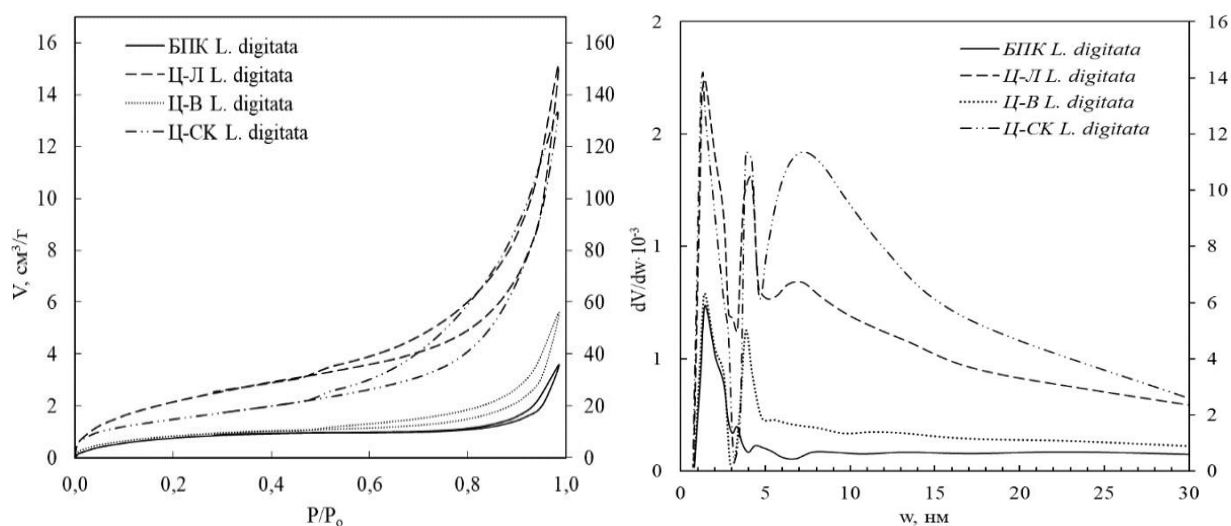 16
14
12
10
8
6
4
2
0
V, см³/г
160
140
120
100
80
60
40
20
0
0,0 0,2 0,4 0,6 0,8 1,0
P/P₀
БПК L. digitata
Ц-Л L. digitata
Ц-В L. digitata
Ц-СК L. digitata
2
2
1
1
0
dV/dw·10⁻³
16
14
12
10
8
6
4
2
0
0 5 10 15 20 25 30
w, нм
БПК L. digitata
Ц-Л L. digitata
Ц-В L. digitata
Ц-СК L. digitata